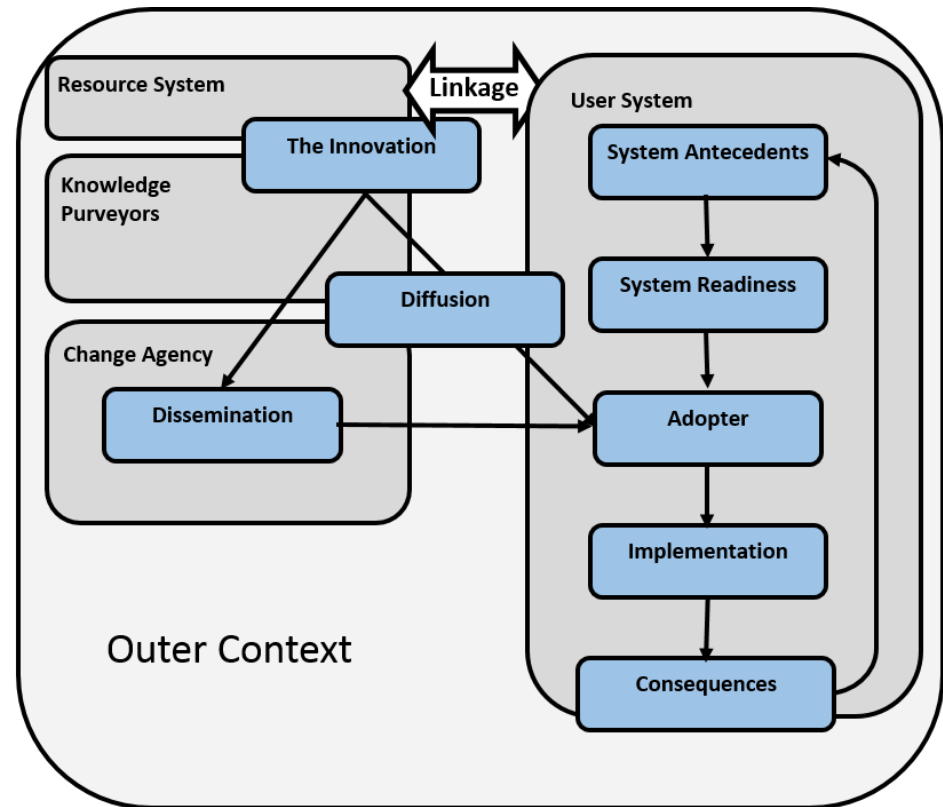 Resource System
Linkage
User System
The Innovation
System Antecedents
Knowledge
Purveyors
System Readiness
Diffusion
Change Agency
Dissemination
Adopter
Implementation
Outer Context
Consequences